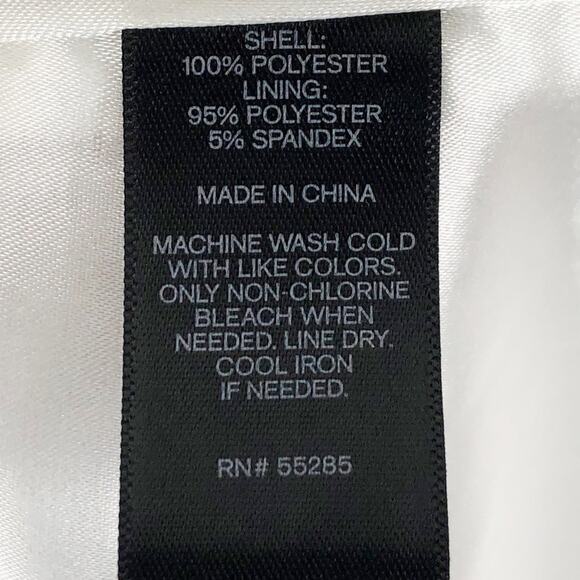 SHELL:
100% POLYESTER
LINING:
95% POLYESTER
5% SPANDEX
MADE IN CHINA
MACHINE WASH COLD
WITH LIKE COLORS.
ONLY NON-CHLORINE
BLEACH WHEN
NEEDED. LINE DRY.
COOL IRON
IF NEEDED.
RN# 55285